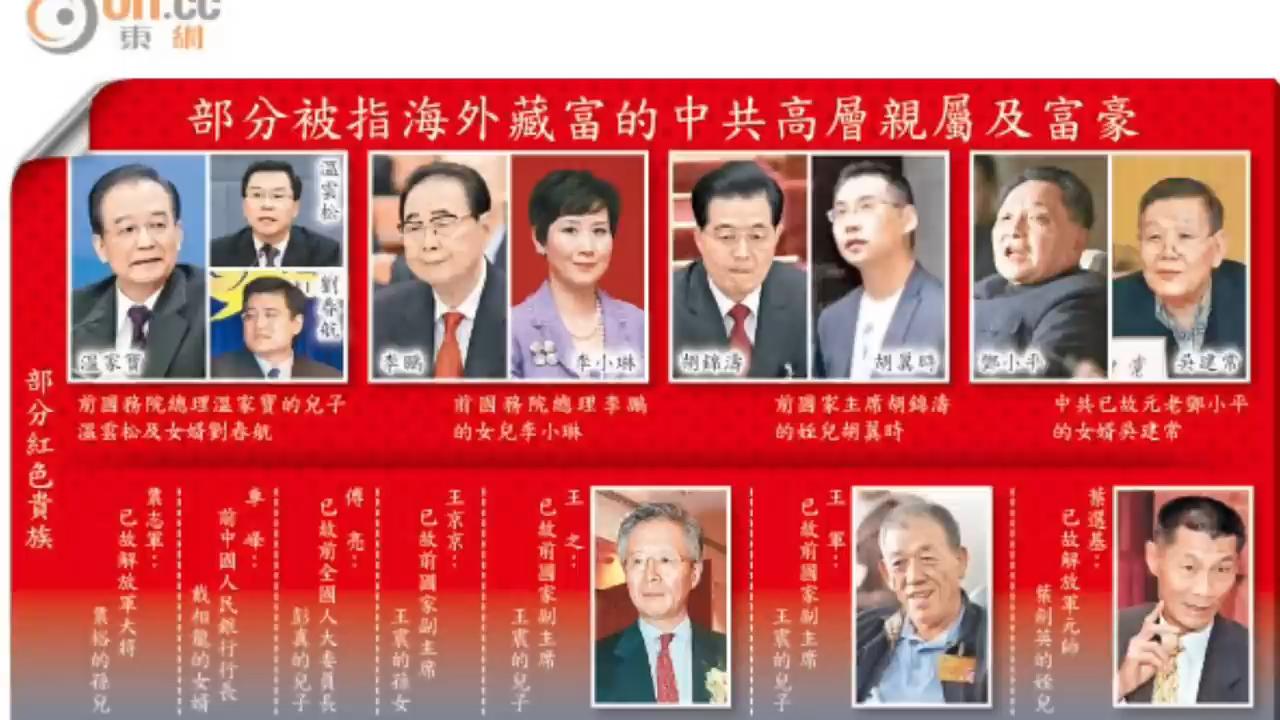 on.cc
東網
部分被指海外藏富的中共高層親屬及富豪
部分紅色貴族
溫家寶
溫雲松
劉春航
李鵬
李小琳
胡錦濤
胡翼時
鄧小平
吳建常
前國務院總理溫家寶的兒子
溫雲松及女婿劉春航
前國務院總理李鵬
的女兒李小琳
前國家主席胡錦濤
的姪兒胡翼時
中共已故元老鄧小平
的女婿吳建常
葉選基：
已故解放軍元帥
葉劍英的姪兒
王軍：
已故前國家副主席
王震的兒子
王之：
已故前國家副主席
王震的兒子
王京京：
已故前國家副主席
王震的孫女
傅亮：
已故前全國人大委員長
彭真的兒子
車峰：
前中國人民銀行行長
戴相龍的女婿
粟志軍：
已故解放軍大將
粟裕的孫兒